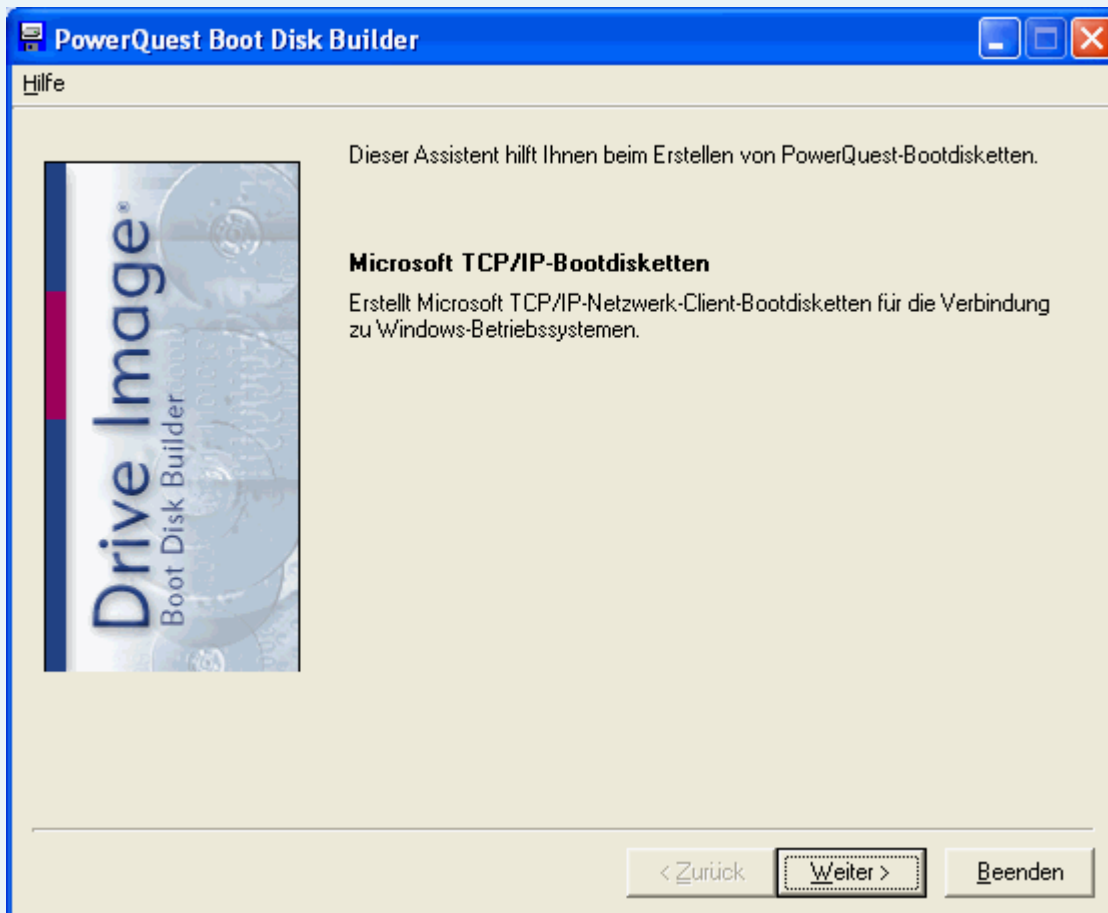 PowerQuest Boot Disk Builder
Hilfe
Dieser Assistent hilft Ihnen beim Erstellen von PowerQuest-Bootdisketten.
Drive Image®
Boot Disk Builder
Microsoft TCP/IP-Bootdisketten
Erstellt Microsoft TCP/IP-Netzwerk-Client-Bootdisketten für die Verbindung
zu Windows-Betriebssystemen.
< Zurück
Weiter >
Beenden